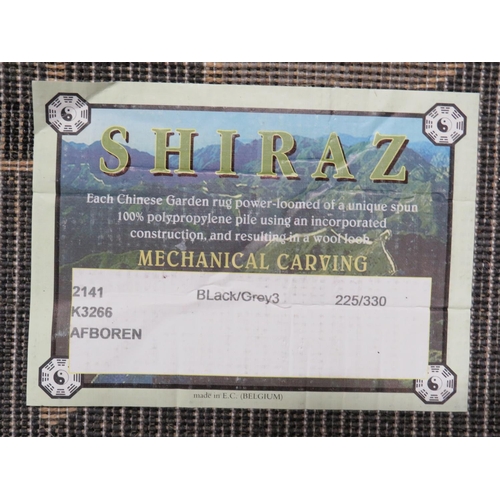 SHIRAZ
Each Chinese Garden rug power-loomed of a unique spun
100% polypropylene pile using an incorporated
construction, and resulting in a wool look.
MECHANICAL CARVING
2141 BLack/Grey3 225/330
K3266
AFBOREN
made in E.C. (BELGIUM)